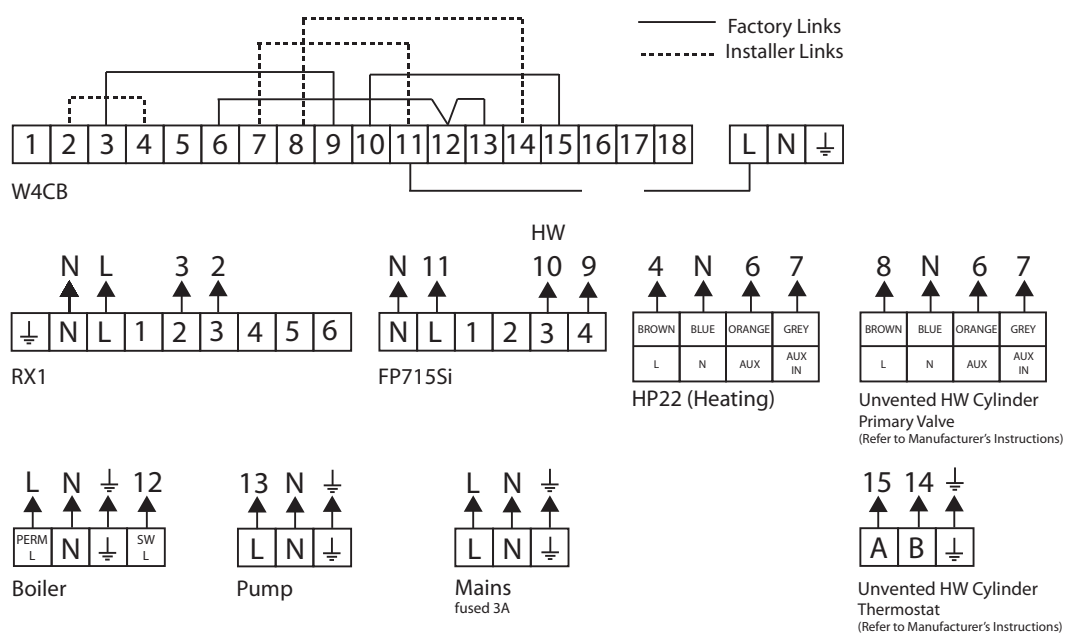 Factory Links
Installer Links
1 2 3 4 5 6 7 8 9 10 11 12 13 14 15 16 17 18 L N
W4CB
HW
N L 3 2
N L 1 2 3 4 5 6
RX1
N 11 10 9
N L 1 2 3 4
FP715Si
4 N 6 7
BROWN BLUE ORANGE GREY
L N AUX AUX IN
HP22 (Heating)
8 N 6 7
BROWN BLUE ORANGE GREY
L N AUX AUX IN
Unvented HW Cylinder
Primary Valve
(Refer to Manufacturer's Instructions)
L N 12
PERM L N SW L
Boiler
13 N
L N
Pump
L N
L N
Mains
fused 3A
15 14
A B
Unvented HW Cylinder
Thermostat
(Refer to Manufacturer's Instructions)